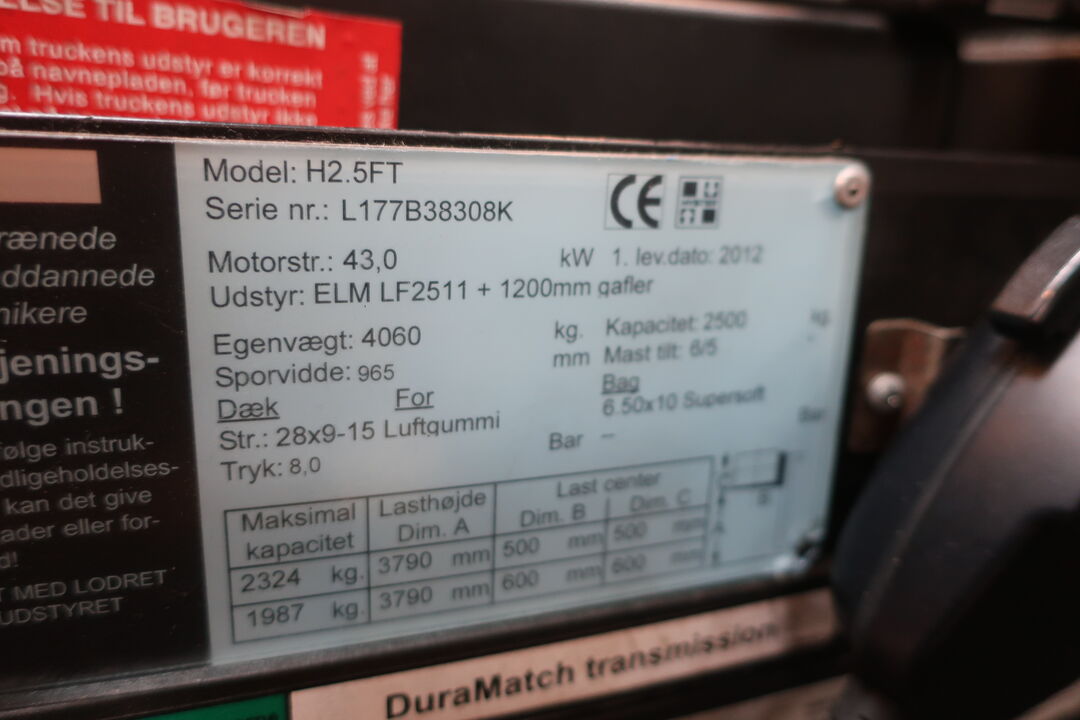 ELSE TIL BRUGEREN
m truckens udstyr er korrekt
på navnepladen, før trucken
g. Hvis truckens udstyr ikke
Model: H2.5FT
Serie nr.: L177B38308K
CE
Motorstr.: 43,0 kW 1. lev.dato: 2012
Udstyr: ELM LF2511 + 1200mm gafler
Egenvægt: 4060 kg. Kapacitet: 2500 kg.
Sporvidde: 965 mm Mast tilt: 6/5
Dæk For Bag
Str.: 28x9-15 Luftgummi 6.50x10 Supersoft
Tryk: 8,0 Bar – Bar
Maksimal kapacitet Lasthøjde Dim. A Last center Dim. B Dim. C
2324 kg. 3790 mm 500 mm 500 mm
1987 kg. 3790 mm 600 mm 600 mm
rænede
ddannede
nikere
jenings-
ngen !
følge instruk-
dligeholdelses-
kan det give
ader eller for-
d!
T MED LODRET
UDSTYRET
DuraMatch transmission